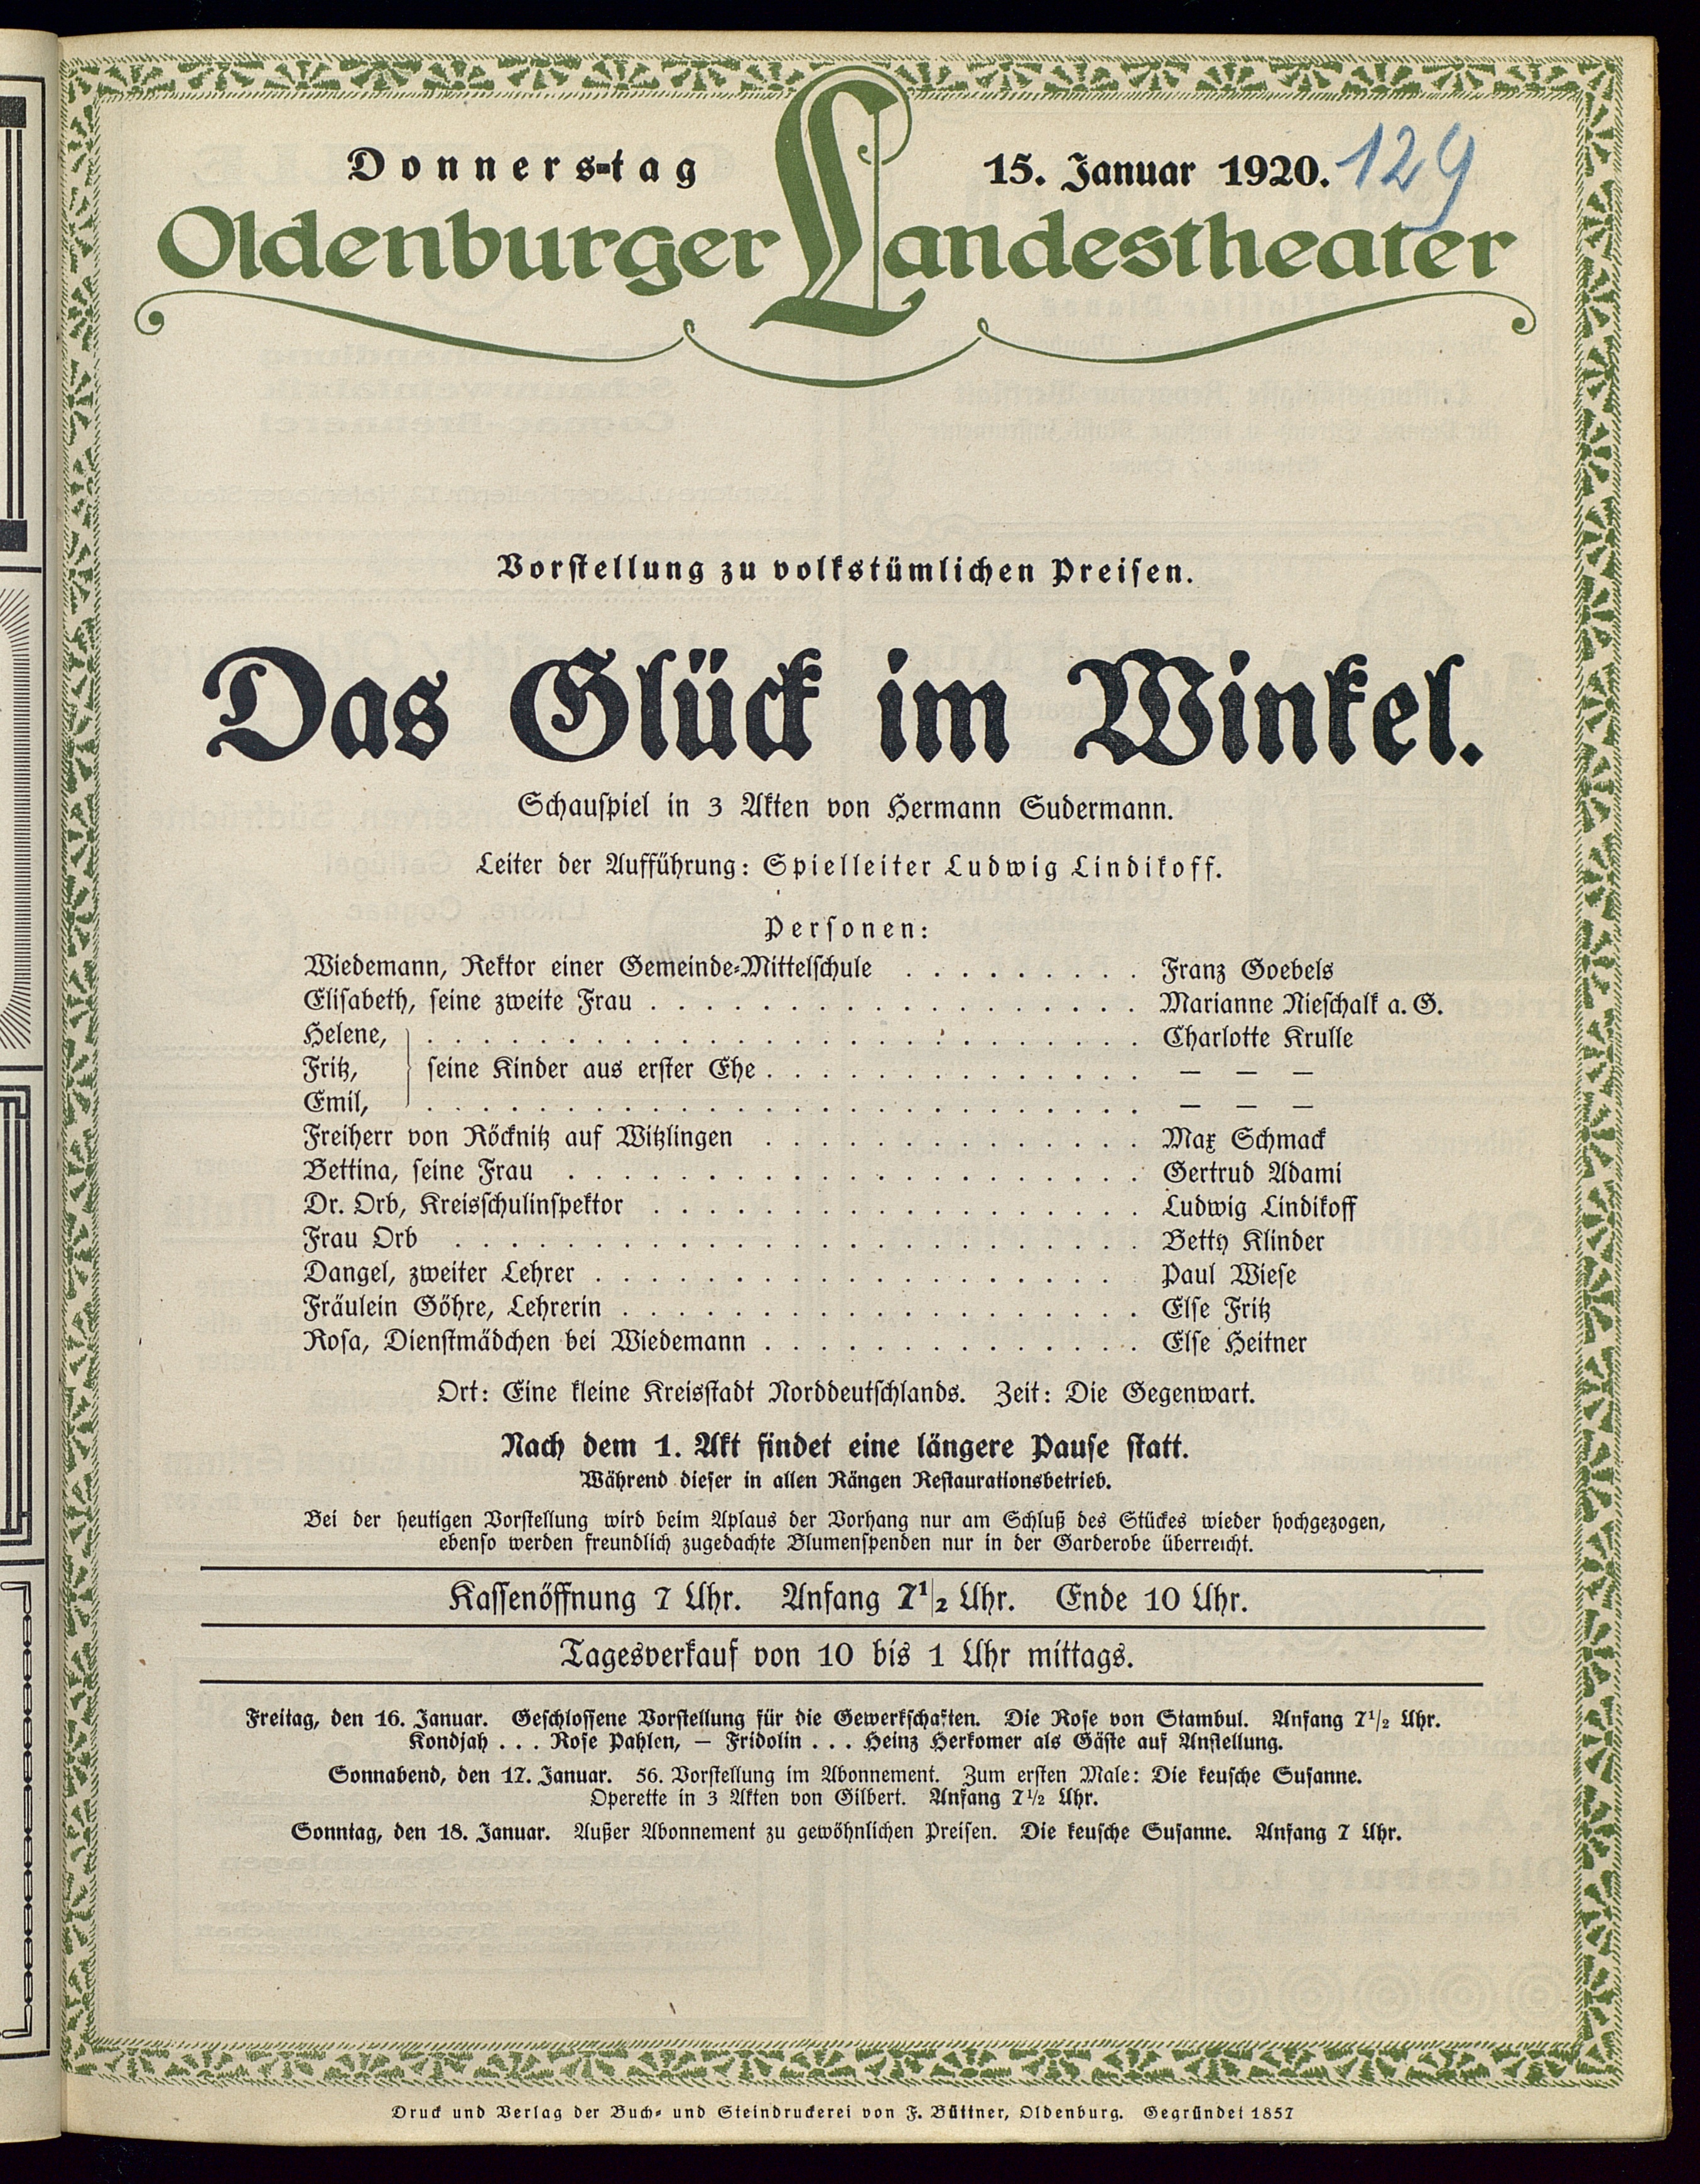 Donners-tag 15. Januar 1920. 129
Oldenburger Landestheater
Vorstellung zu volkstümlichen Preisen.
Das Glück im Winkel.
Schauspiel in 3 Akten von Hermann Sudermann.
Leiter der Aufführung: Spielleiter Ludwig Lindikoff.
Personen:
Wiedemann, Rektor einer Gemeinde-Mittelschule . . . . . . . . . Franz Goebels
Elisabeth, seine zweite Frau . . . . . . . . . . . . . . . . . . Marianne Nieschalk a. G.
Helene, . . . . . . . . . . . . . . . . . . . . . . . . . . Charlotte Krulle
Fritz, seine Kinder aus erster Ehe . . . . . . . . . . . . . . — — —
Emil, . . . . . . . . . . . . . . . . . . . . . . . . . . — — —
Freiherr von Röcknitz auf Witzlingen . . . . . . . . . . . . . . Max Schmack
Bettina, seine Frau . . . . . . . . . . . . . . . . . . . . . Gertrud Adami
Dr. Orb, Kreisschulinspektor . . . . . . . . . . . . . . . . . . Ludwig Lindikoff
Frau Orb . . . . . . . . . . . . . . . . . . . . . . . . . Betty Klinder
Dangel, zweiter Lehrer . . . . . . . . . . . . . . . . . . . Paul Wiese
Fräulein Göhre, Lehrerin . . . . . . . . . . . . . . . . . . . Else Fritz
Rosa, Dienstmädchen bei Wiedemann . . . . . . . . . . . . . . Else Heitner
Ort: Eine kleine Kreisstadt Norddeutschlands. Zeit: Die Gegenwart.
Nach dem 1. Akt findet eine längere Pause statt.
Während dieser in allen Rängen Restaurationsbetrieb.
Bei der heutigen Vorstellung wird beim Aplaus der Vorhang nur am Schluß des Stückes wieder hochgezogen,
ebenso werden freundlich zugedachte Blumenspenden nur in der Garderobe überreicht.
Kassenöffnung 7 Uhr. Anfang 7 1/2 Uhr. Ende 10 Uhr.
Tagesverkauf von 10 bis 1 Uhr mittags.
Freitag, den 16. Januar. Geschlossene Vorstellung für die Gewerkschaften. Die Rose von Stambul. Anfang 7 1/2 Uhr.
Kondjah . . . Rose Pahlen, — Fridolin . . . Heinz Herkomer als Gäste auf Anstellung.
Sonnabend, den 17. Januar. 56. Vorstellung im Abonnement. Zum ersten Male: Die keusche Susanne.
Operette in 3 Akten von Gilbert. Anfang 7 1/2 Uhr.
Sonntag, den 18. Januar. Außer Abonnement zu gewöhnlichen Preisen. Die keusche Susanne. Anfang 7 Uhr.
Druck und Verlag der Buch- und Steindruckerei von F. Büttner, Oldenburg. Gegründet 1857